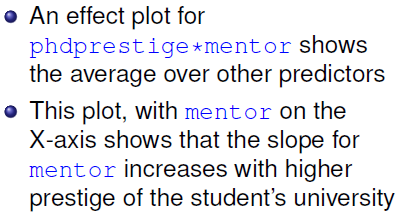 An effect plot for
phdprestige*mentor shows
the average over other predictors
This plot, with mentor on the
X-axis shows that the slope for
mentor increases with higher
prestige of the student's university